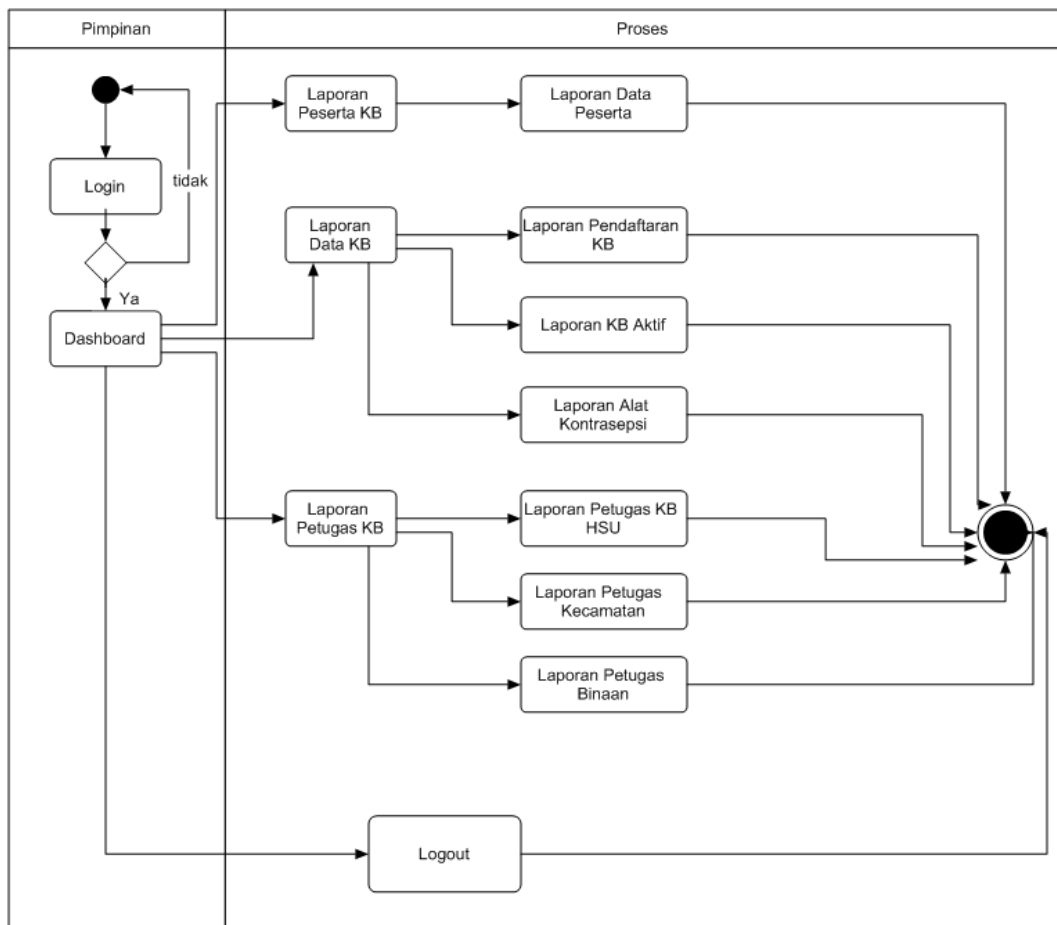 Pimpinan
Proses
Laporan
Peserta KB
Laporan Data
Peserta
Login
tidak
Laporan
Data KB
Laporan Pendaftaran
KB
Ya
Dashboard
Laporan KB Aktif
Laporan Alat
Kontrasepsi
Laporan
Petugas KB
Laporan Petugas KB
HSU
Laporan Petugas
Kecamatan
Laporan Petugas
Binaan
Logout